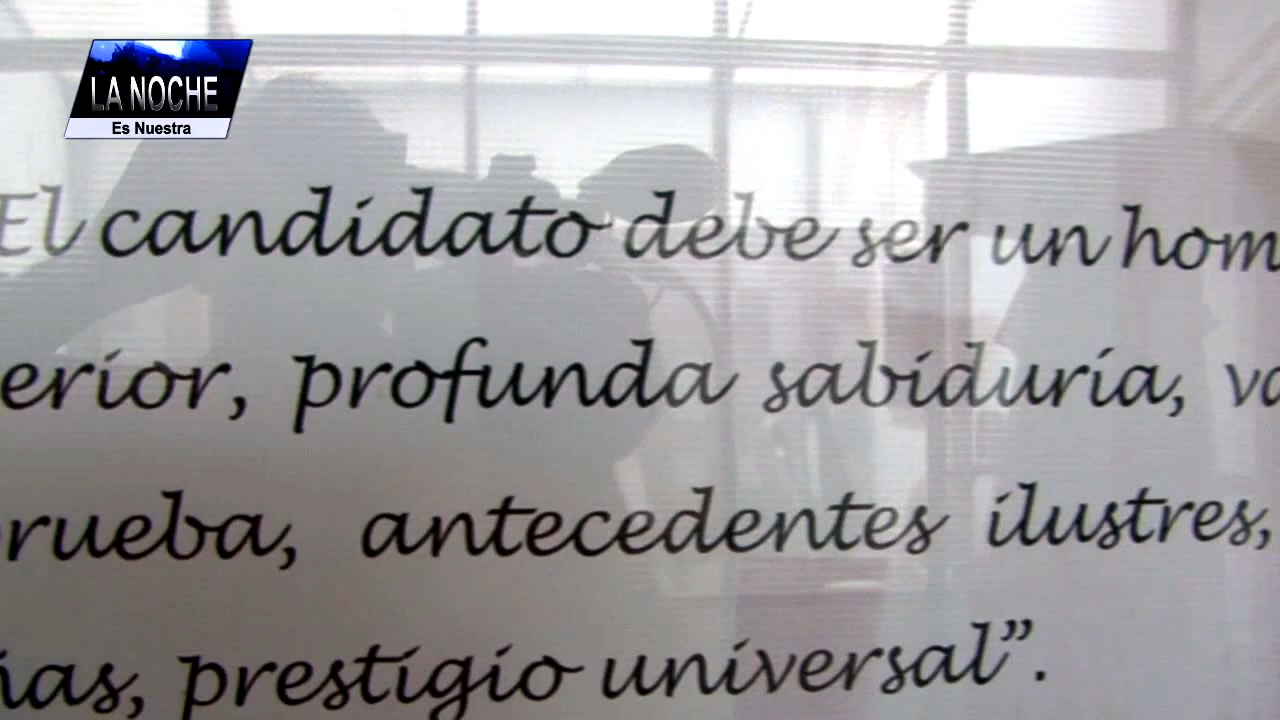 LA NOCHE
Es Nuestra
El candidato debe ser un hom
erior, profunda sabiduría, va
rueba, antecedentes ilustres,
ñas, prestigio universal”.